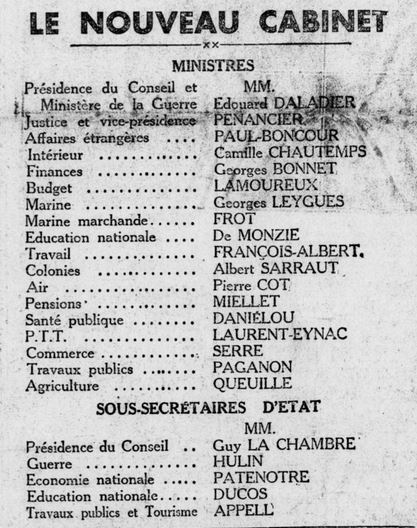 LE NOUVEAU CABINET
MINISTRES
Présidence du Conseil et MM.
Ministère de la Guerre Edouard DALADIER
Justice et vice-présidence PENANCIER
Affaires étrangères .... PAUL-BONCOUR
Intérieur ........... Camille CHAUTEMPS
Finances ........... Georges BONNET
Budget ........... LAMOUREUX
Marine ........... Georges LEYGUES
Marine marchande...... FROT
Education nationale .... De MONZIE
Travail ........... FRANÇOIS-ALBERT.
Colonies ........... Albert SARRAUT
Air ........... Pierre COT
Pensions ........... MIELLET
Santé publique ........ DANIÉLOU
P.T.T. ........... LAURENT-EYNAC
Commerce ........... SERRE
Travaux publics ...... PAGANON
Agriculture ......... QUEUILLE
SOUS-SECRÉTAIRES D'ETAT
MM.
Présidence du Conseil .. Guy LA CHAMBRE
Guerre ........... HULIN
Economie nationale ..... PATENOTRE
Education nationale..... DUCOS
Travaux publics et Tourisme APPELL